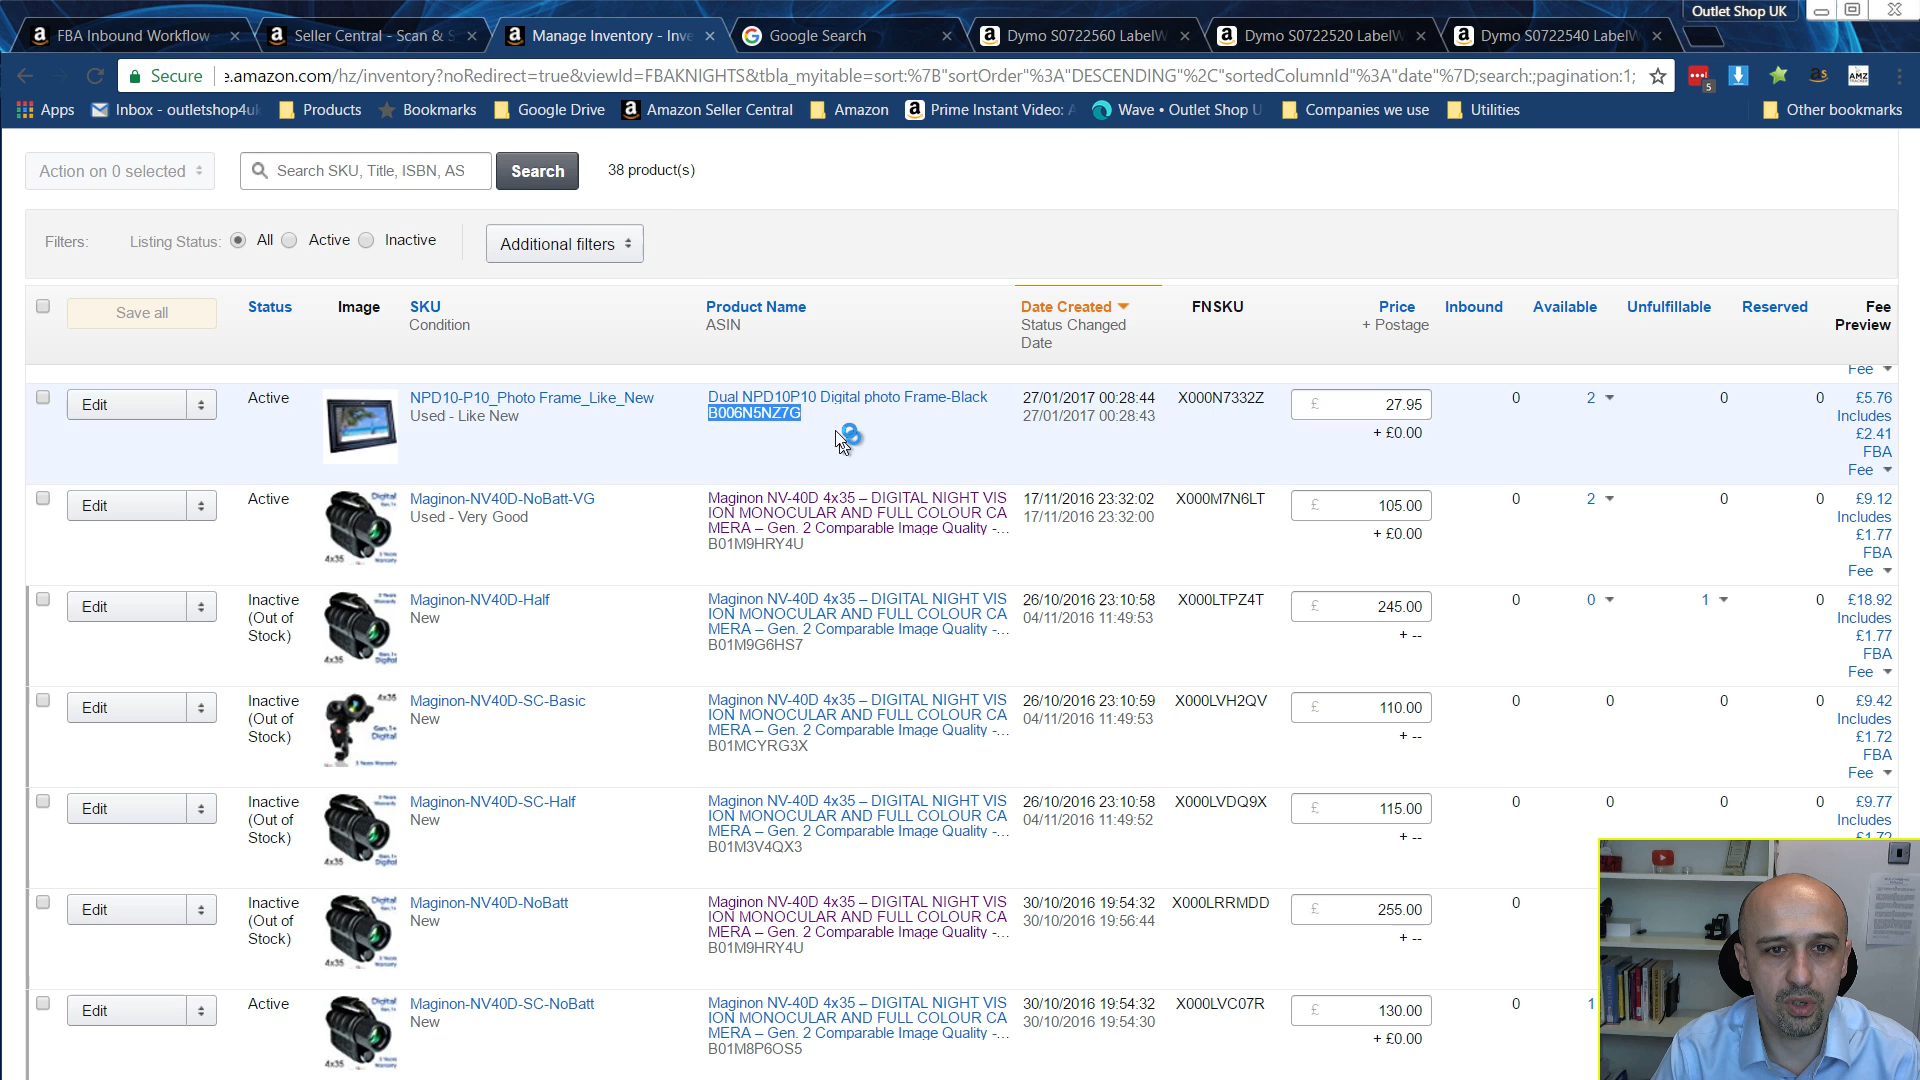 Outlet Shop UK
FBA Inbound Workflow
Seller Central - Scan & S
Manage Inventory - Inve
Google Search
Dymo S0722560 LabelW
Dymo S0722520 LabelW
Dymo S0722540 LabelW
Secure
e.amazon.com/hz/inventory?noRedirect=true&viewId=FBAKNIGHTS&tbla_myitable=sort:%7B"sortOrder"%3A"DESCENDING"%2C"sortedColumnId"%3A"date"%7D;search:;pagination:1;
5
AMZ
Apps
Inbox - outletshop4uk
Products
Bookmarks
Google Drive
Amazon Seller Central
Amazon
Prime Instant Video: A
Wave • Outlet Shop U
Companies we use
Utilities
Other bookmarks
Action on 0 selected
Search SKU, Title, ISBN, AS
Search
38 product(s)
Filters:
Listing Status:
All
Active
Inactive
Additional filters
Save all
Status
Image
SKU
Condition
Product Name
ASIN
Date Created
Status Changed
Date
FNSKU
Price
+ Postage
Inbound
Available
Unfulfillable
Reserved
Fee
Preview
Fee
Edit
Active
NPD10-P10_Photo Frame_Like_New
Used - Like New
Dual NPD10P10 Digital photo Frame-Black
B006N5NZ7G
27/01/2017 00:28:44
27/01/2017 00:28:43
X000N7332Z
£ 27.95
+ £0.00
0
2
0
0
£5.76
Includes
£2.41
FBA
Fee
Edit
Active
Digital
4x35
Maginon-NV40D-NoBatt-VG
Used - Very Good
Maginon NV-40D 4x35 – DIGITAL NIGHT VIS
ION MONOCULAR AND FULL COLOUR CA
MERA – Gen. 2 Comparable Image Quality -...
B01M9HRY4U
17/11/2016 23:32:02
17/11/2016 23:32:00
X000M7N6LT
£ 105.00
+ £0.00
0
2
0
0
£9.12
Includes
£1.77
FBA
Fee
Edit
Inactive
(Out of
Stock)
4x35
Digital
Maginon-NV40D-Half
New
Maginon NV-40D 4x35 – DIGITAL NIGHT VIS
ION MONOCULAR AND FULL COLOUR CA
MERA – Gen. 2 Comparable Image Quality -...
B01M9G6HS7
26/10/2016 23:10:58
04/11/2016 11:49:53
X000LTPZ4T
£ 245.00
+ --
0
0
1
0
£18.92
Includes
£1.77
FBA
Fee
Edit
Inactive
(Out of
Stock)
4x35
Digital
Maginon-NV40D-SC-Basic
New
Maginon NV-40D 4x35 – DIGITAL NIGHT VIS
ION MONOCULAR AND FULL COLOUR CA
MERA – Gen. 2 Comparable Image Quality -...
B01MCYRG3X
26/10/2016 23:10:59
04/11/2016 11:49:53
X000LVH2QV
£ 110.00
+ --
0
0
0
0
£9.42
Includes
£1.72
FBA
Fee
Edit
Inactive
(Out of
Stock)
4x35
Digital
Maginon-NV40D-SC-Half
New
Maginon NV-40D 4x35 – DIGITAL NIGHT VIS
ION MONOCULAR AND FULL COLOUR CA
MERA – Gen. 2 Comparable Image Quality -...
B01M3V4QX3
26/10/2016 23:10:58
04/11/2016 11:49:52
X000LVDQ9X
£ 115.00
+ --
0
0
0
0
£9.77
Includes
£1.72
Edit
Inactive
(Out of
Stock)
Digital
4x35
Maginon-NV40D-NoBatt
New
Maginon NV-40D 4x35 – DIGITAL NIGHT VIS
ION MONOCULAR AND FULL COLOUR CA
MERA – Gen. 2 Comparable Image Quality -...
B01M9HRY4U
30/10/2016 19:54:32
30/10/2016 19:56:44
X000LRRMDD
£ 255.00
+ --
0
Edit
Active
Digital
4x35
Maginon-NV40D-SC-NoBatt
New
Maginon NV-40D 4x35 – DIGITAL NIGHT VIS
ION MONOCULAR AND FULL COLOUR CA
MERA – Gen. 2 Comparable Image Quality -...
B01M8P6OS5
30/10/2016 19:54:32
30/10/2016 19:54:30
X000LVC07R
£ 130.00
+ £0.00
0
1